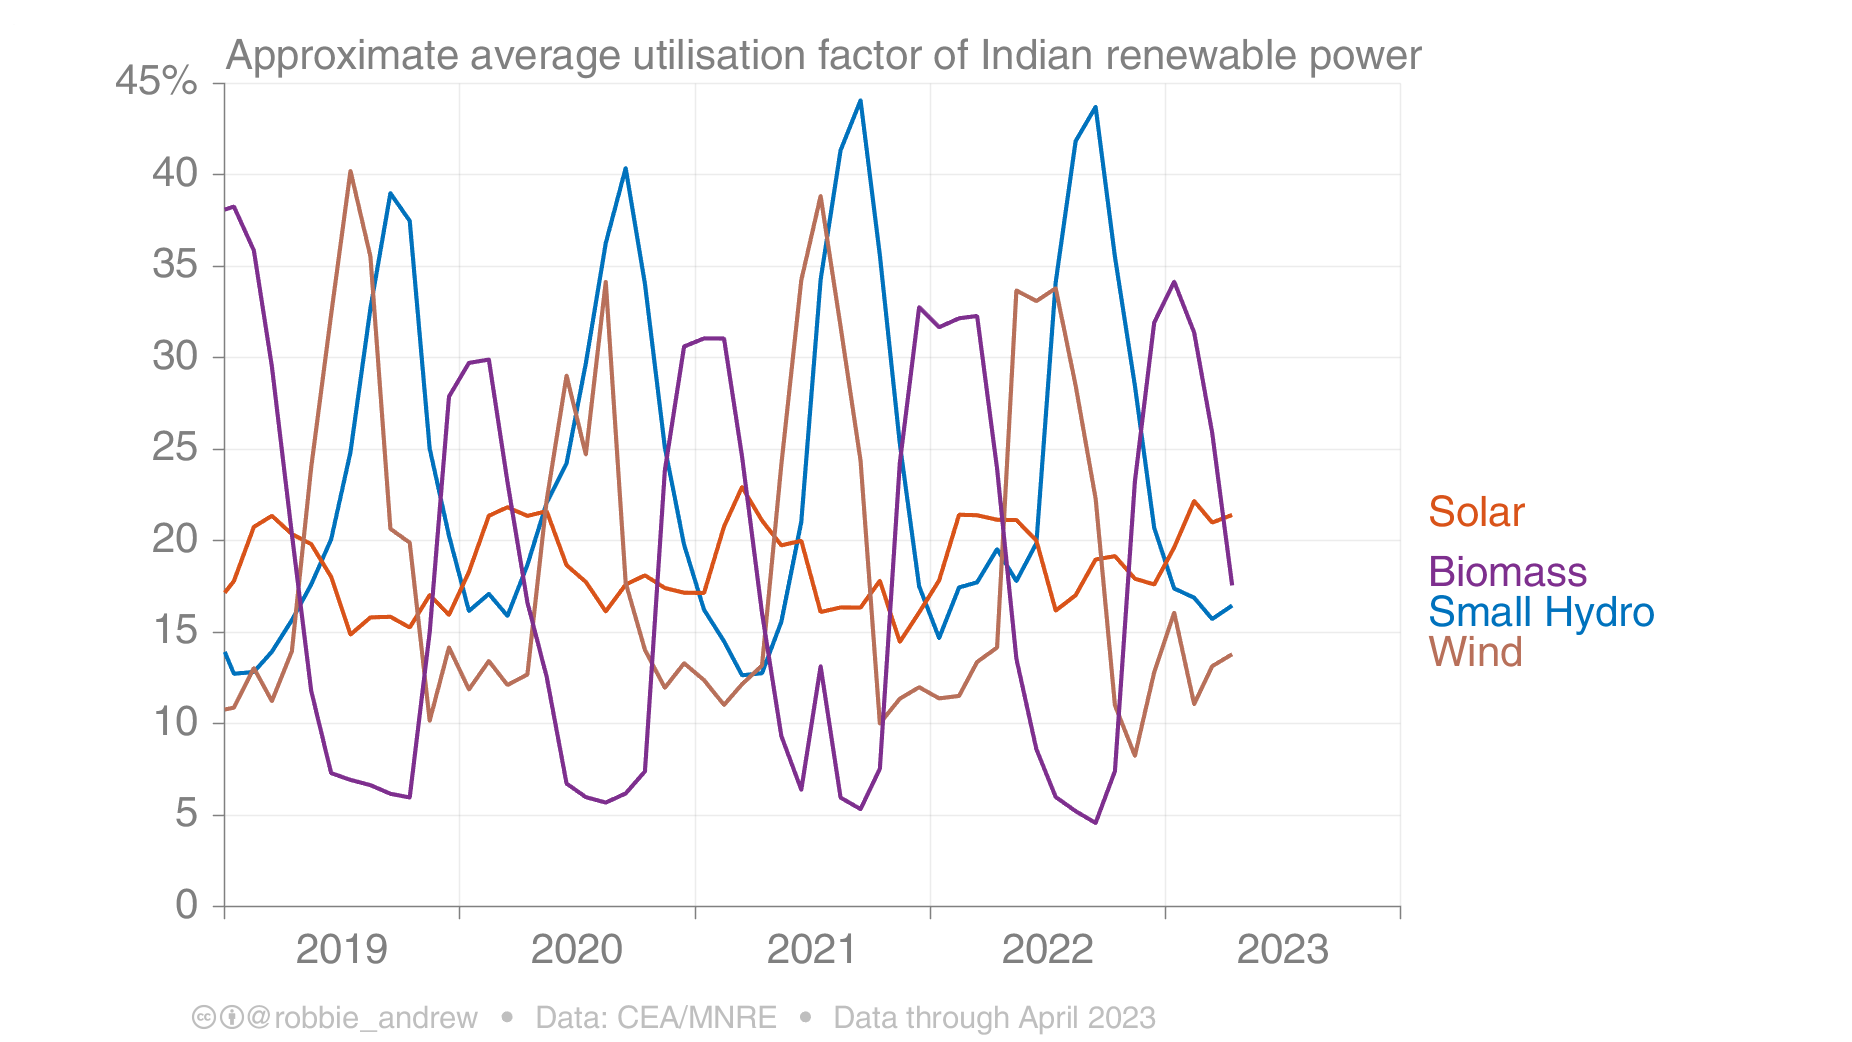 Approximate average utilisation factor of Indian renewable power
45%
40
35
30
25
20
15
10
5
0
2019 2020 2021 2022 2023
Solar
Biomass
Small Hydro
Wind
cc @robbie_andrew • Data: CEA/MNRE • Data through April 2023